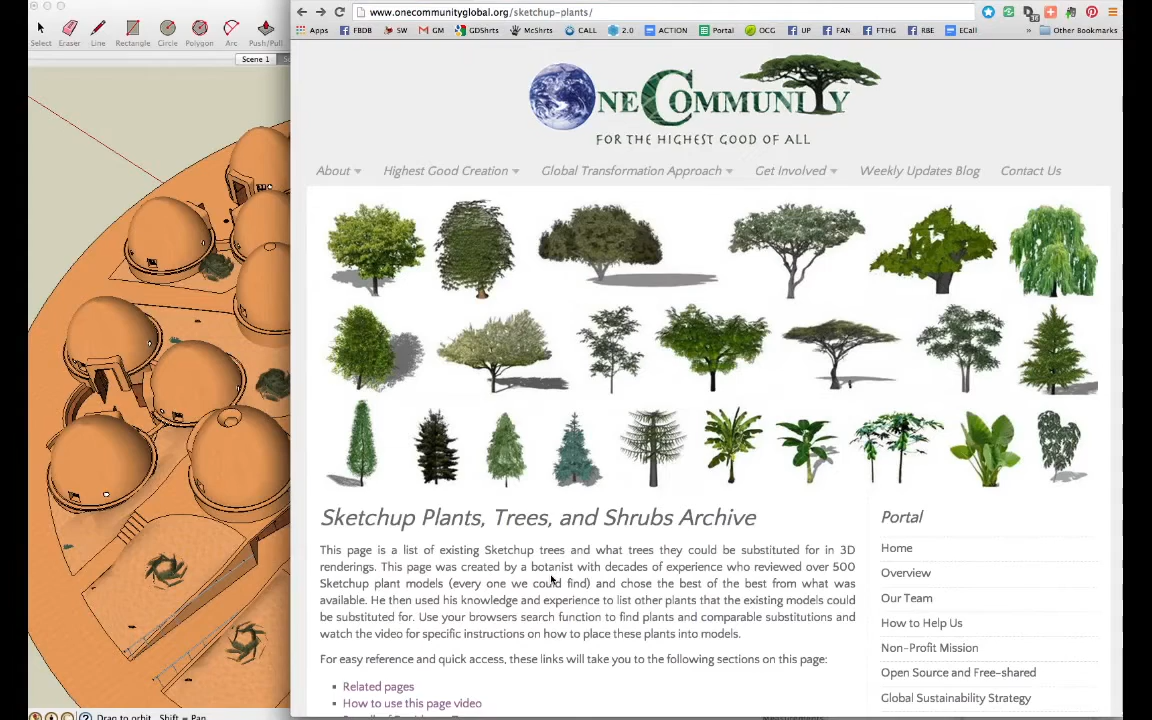 www.onecommunityglobal.org/sketchup-plants/
Apps FBDB SW GM GDShrts McShrts CALL 2.0 ACTION Portal OCG UP FAN FTHG RBE ECall » Other Bookmarks
Select Eraser Line Rectangle Circle Polygon Arc Push/Pull
Scene 1
ONE COMMUNITY
FOR THE HIGHEST GOOD OF ALL
About Highest Good Creation Global Transformation Approach Get Involved Weekly Updates Blog Contact Us
Sketchup Plants, Trees, and Shrubs Archive
This page is a list of existing Sketchup trees and what trees they could be substituted for in 3D
renderings. This page was created by a botanist with decades of experience who reviewed over 500
Sketchup plant models (every one we could find) and chose the best of the best from what was
available. He then used his knowledge and experience to list other plants that the existing models could
be substituted for. Use your browsers search function to find plants and comparable substitutions and
watch the video for specific instructions on how to place these plants into models.
For easy reference and quick access, these links will take you to the following sections on this page:
Related pages
How to use this page video
Portal
Home
Overview
Our Team
How to Help Us
Non-Profit Mission
Open Source and Free-shared
Global Sustainability Strategy
Drag to orbit. Shift = Pan